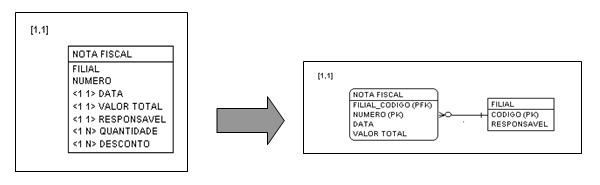 [1,1]
NOTA FISCAL
FILIAL
NUMERO
<1 1> DATA
<1 1> VALOR TOTAL
<1 1> RESPONSAVEL
<1 N> QUANTIDADE
<1 N> DESCONTO
[1,1]
NOTA FISCAL
FILIAL_CODIGO (PFK)
NUMERO (PK)
DATA
VALOR TOTAL
FILIAL
CODIGO (PK)
RESPONSAVEL